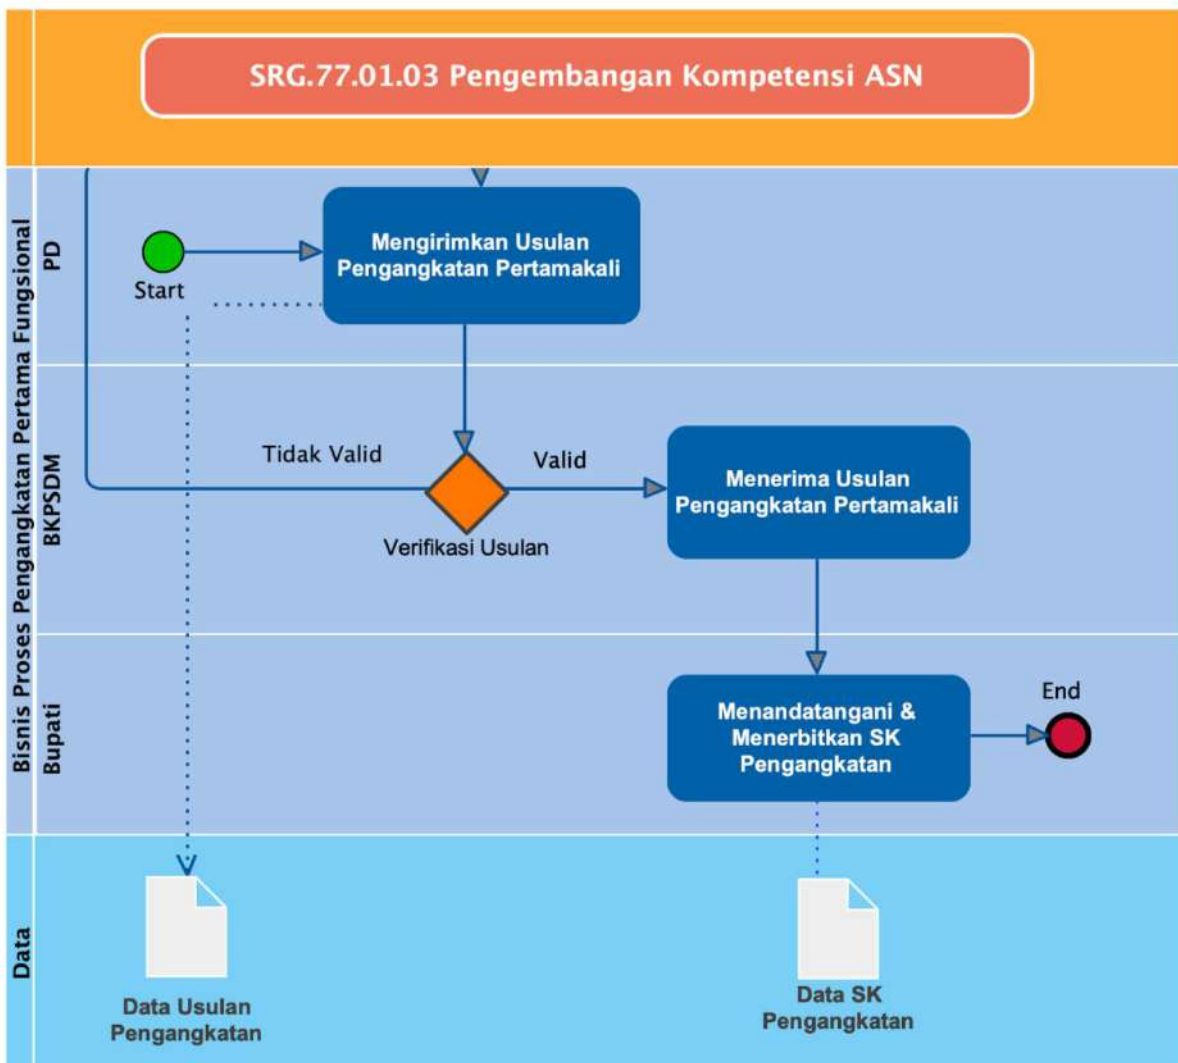 SRG.77.01.03 Pengembangan Kompetensi ASN
Bisnis Proses Pengangkatan Pertama Fungsional
PD
Start
Mengirimkan Usulan
Pengangkatan Pertamakali
BKPSDM
Tidak Valid
Valid
Verifikasi Usulan
Menerima Usulan
Pengangkatan Pertamakali
Bupati
Menandatangani &
Menerbitkan SK
Pengangkatan
End
Data
Data Usulan
Pengangkatan
Data SK
Pengangkatan